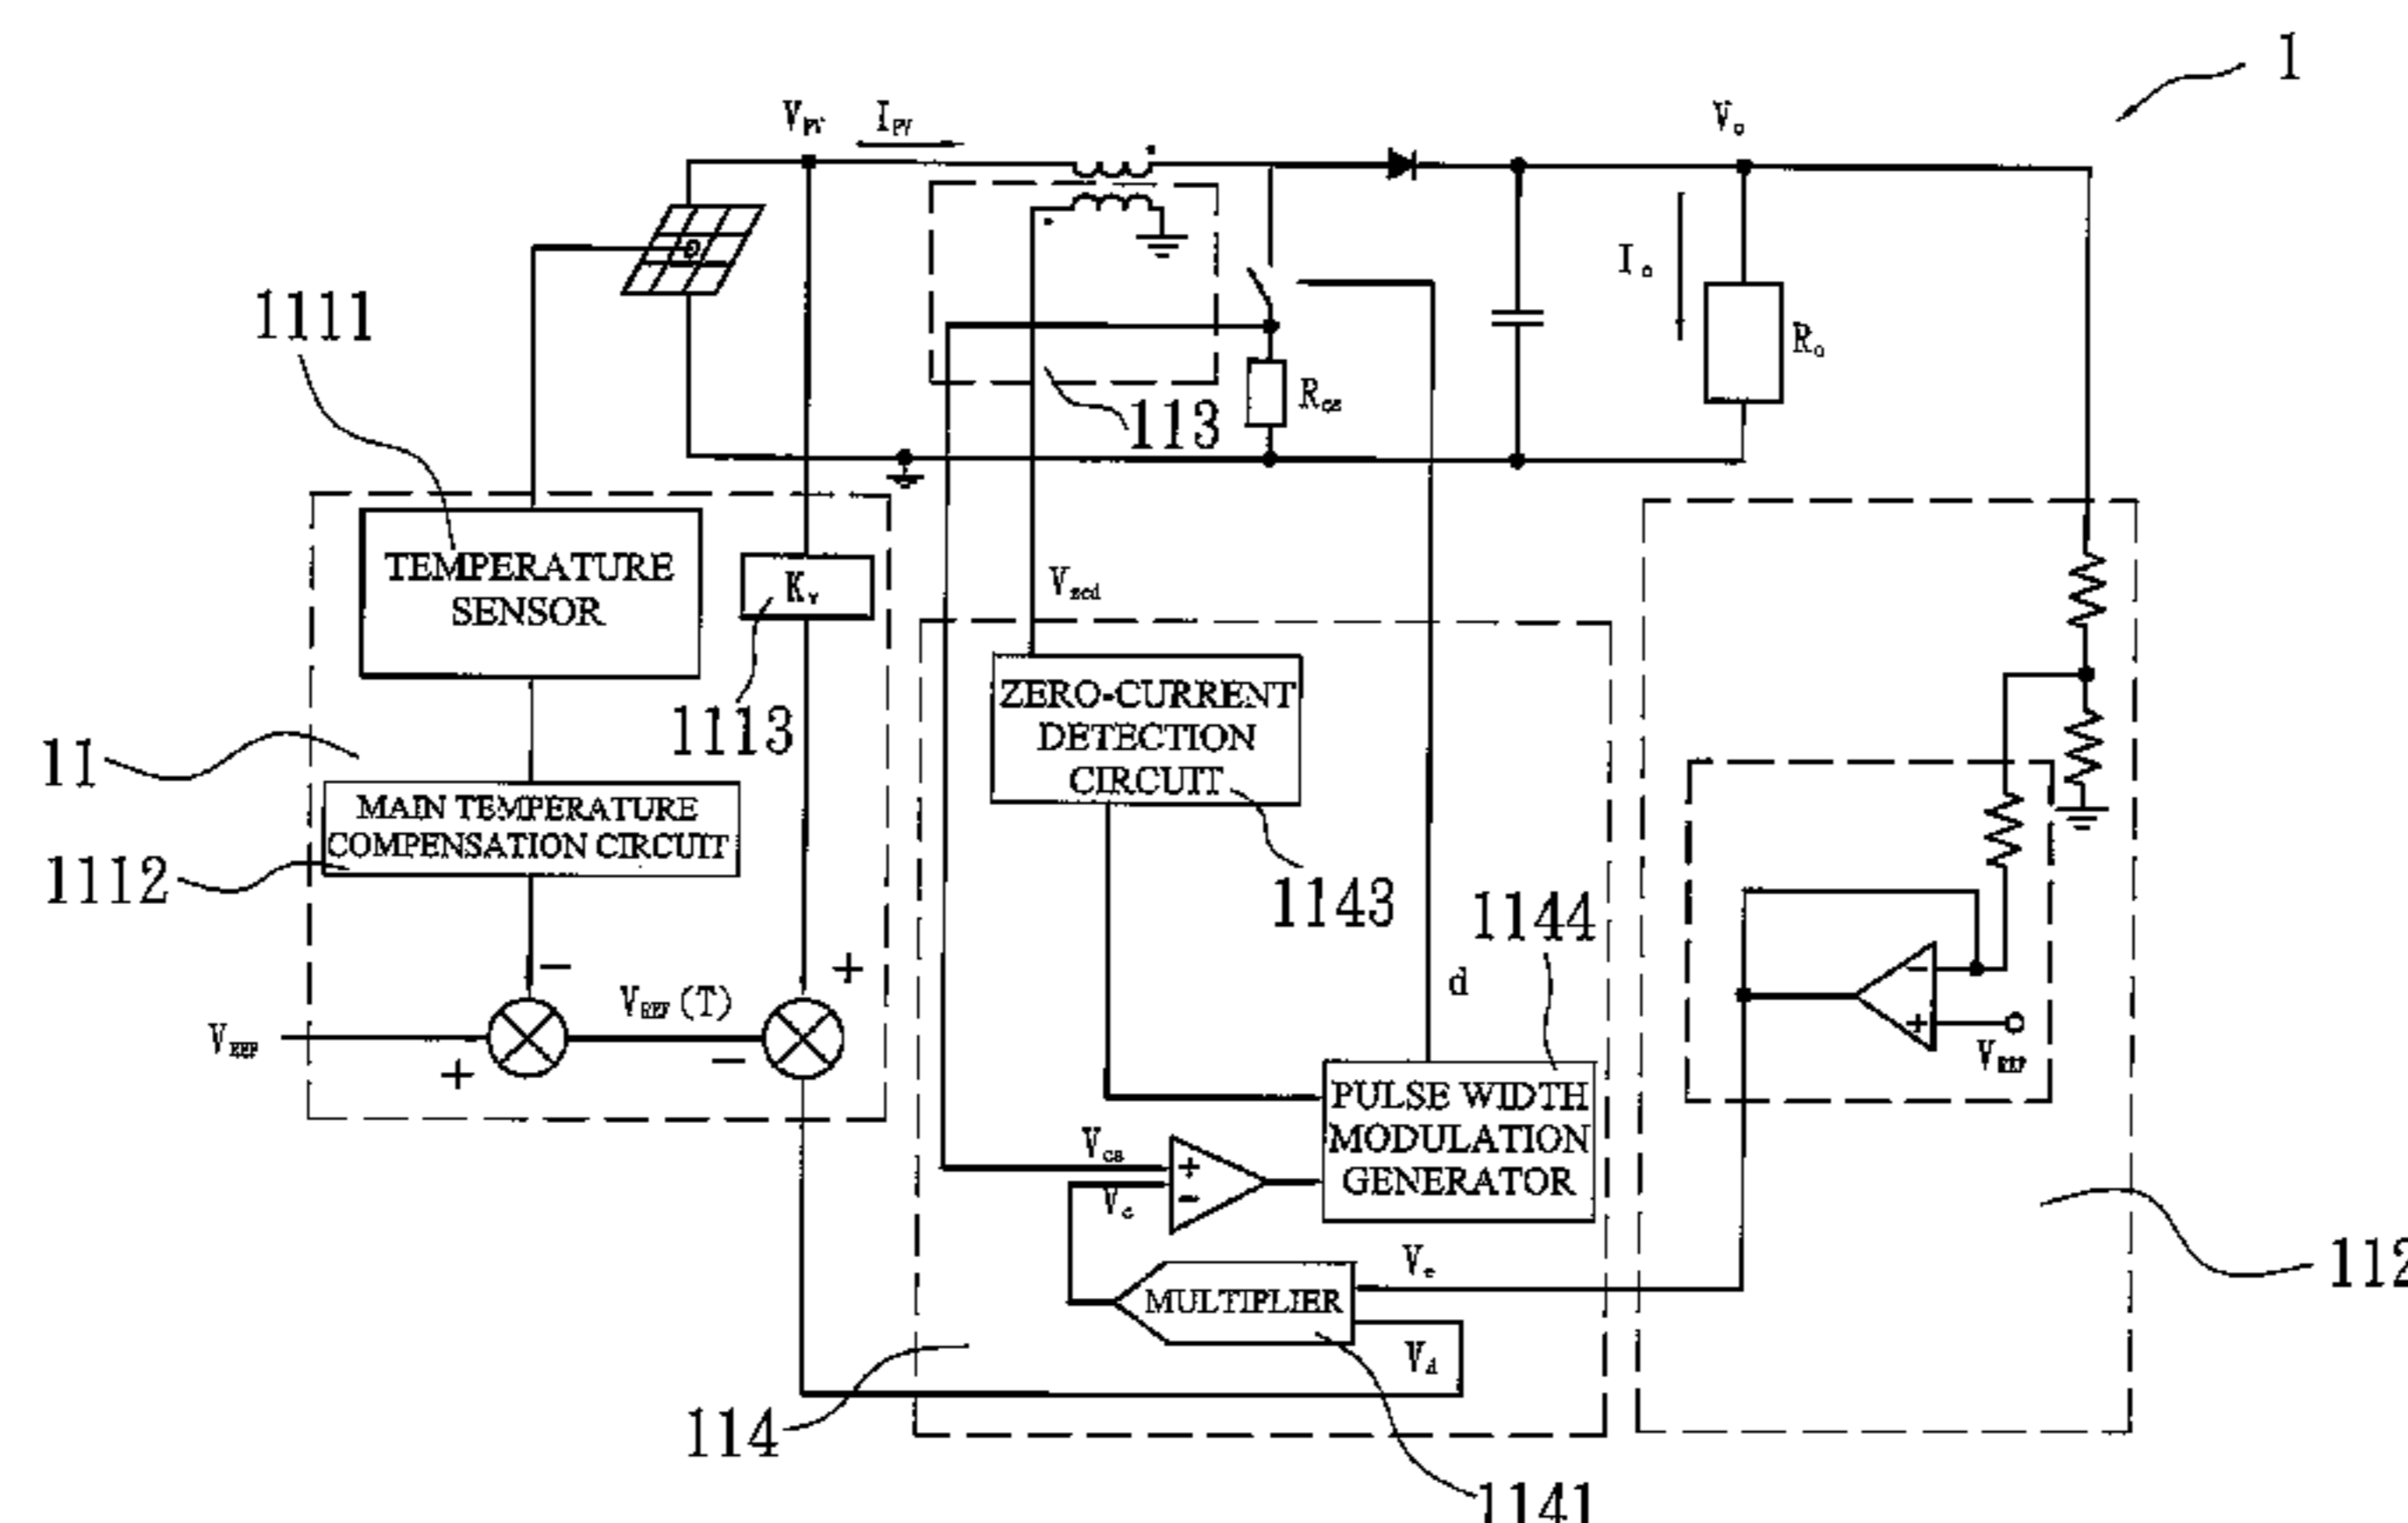 1
V_PV
I_PV
V_o
1111
I_o
R_o
R_cs
113
TEMPERATURE
SENSOR
K_v
V_zcd
1113
ZERO-CURRENT
DETECTION
CIRCUIT
11
MAIN TEMPERATURE
COMPENSATION CIRCUIT
1112
1143
1144
−
+
d
−
V_REF
+
V_REF(T)
−
+
V_REF
PULSE WIDTH
MODULATION
GENERATOR
V_cs
+
V_c
−
112
V_e
MULTIPLIER
V_d
114
1141